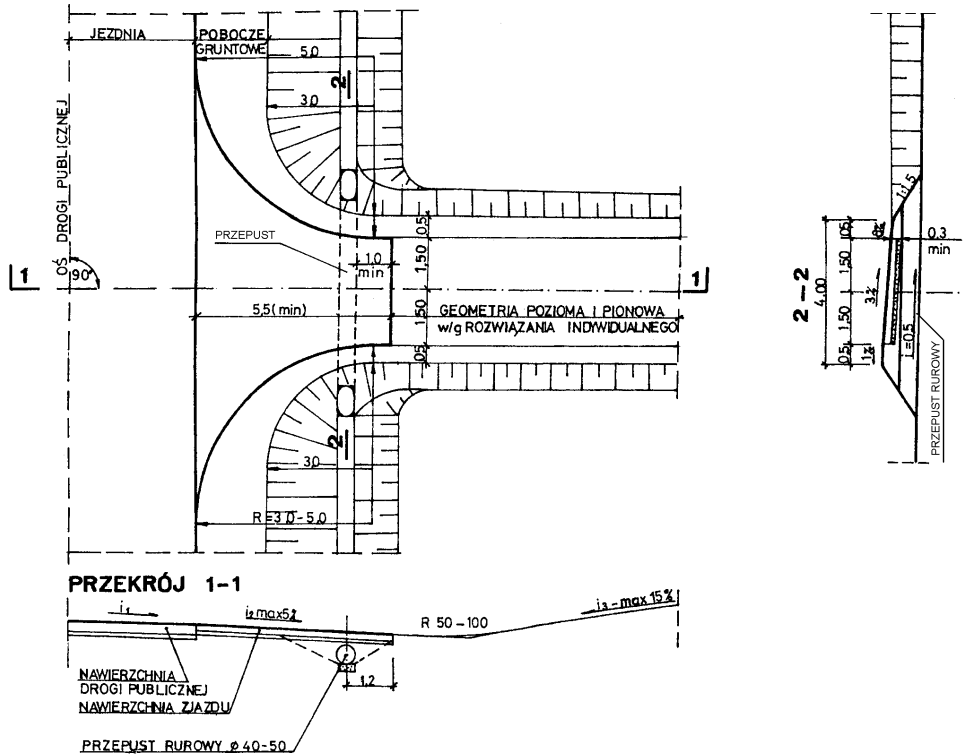 JEZDNIA
POBOCZE
GRUNTOWE
5,0
2
3,0
OŚ DROGI PUBLICZNEJ
90°
PRZEPUST
1,0
min
0,5
1,50
1,50
0,5
1
1
5,5(min)
GEOMETRIA POZIOMA I PIONOWA
w/g ROZWIĄZANIA INDYWIDUALNEGO
2
3,0
R=3,0-5,0
1:1,5
0,3
min
0,5
1,50
1,50
0,5
4.00
2-2
3%
1%
i=0,5
PRZEPUST RUROWY
PRZEKRÓJ 1-1
i₁
i₂ max5%
R 50-100
i₃-max 15%
NAWIERZCHNIA
DROGI PUBLICZNEJ
NAWIERZCHNIA ZJAZDU
1,2
PRZEPUST RUROWY ø 40-50